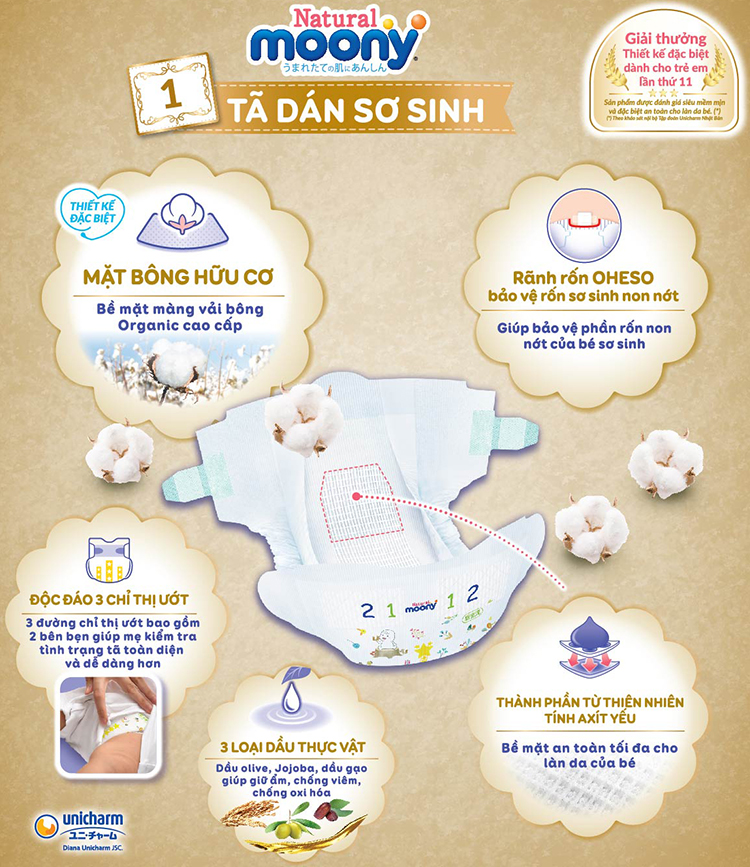 Natural
moony
うまれたての肌にあんしん
Giải thưởng
Thiết kế đặc biệt
dành cho trẻ em
lần thứ 11
Sản phẩm được đánh giá siêu mềm mịn
và đặc biệt an toàn cho làn da bé. (*)
(*) Theo khảo sát nội bộ Tập đoàn Unicharm Nhật Bản
1
TÃ DÁN SƠ SINH
THIẾT KẾ
ĐẶC BIỆT
MẶT BÔNG HỮU CƠ
Bề mặt màng vải bông
Organic cao cấp
Rãnh rốn OHESO
bảo vệ rốn sơ sinh non nớt
Giúp bảo vệ phần rốn non
nớt của bé sơ sinh
ĐỘC ĐÁO 3 CHỈ THỊ ƯỚT
3 đường chỉ thị ướt bao gồm
2 bên bẹn giúp mẹ kiểm tra
tình trạng tã toàn diện
và dễ dàng hơn
2 1 Natural moony 1 2
THÀNH PHẦN TỪ THIÊN NHIÊN
TÍNH AXÍT YẾU
Bề mặt an toàn tối đa cho
làn da của bé
3 LOẠI DẦU THỰC VẬT
Dầu olive, Jojoba, dầu gạo
giúp giữ ẩm, chống viêm,
chống oxi hóa
unicharm
ユニ・チャーム
Diana Unicharm JSC.